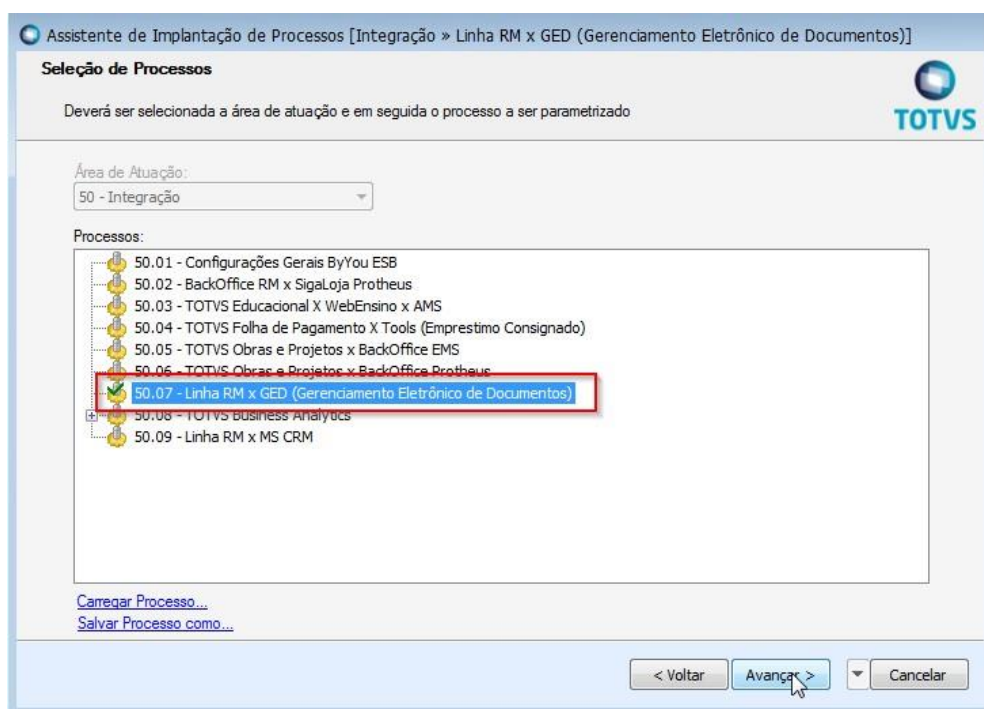 Assistente de Implantação de Processos [Integração » Linha RM x GED (Gerenciamento Eletrônico de Documentos)]
Seleção de Processos
Deverá ser selecionada a área de atuação e em seguida o processo a ser parametrizado
TOTVS
Área de Atuação:
50 - Integração
Processos:
50.01 - Configurações Gerais ByYou ESB
50.02 - BackOffice RM x SigaLoja Protheus
50.03 - TOTVS Educacional X WebEnsino x AMS
50.04 - TOTVS Folha de Pagamento X Tools (Emprestimo Consignado)
50.05 - TOTVS Obras e Projetos x BackOffice EMS
50.06 - TOTVS Obras e Projetos x BackOffice Protheus
50.07 - Linha RM x GED (Gerenciamento Eletrônico de Documentos)
50.08 - TOTVS Business Analytics
50.09 - Linha RM x MS CRM
Carregar Processo...
Salvar Processo como...
< Voltar Avançar > Cancelar